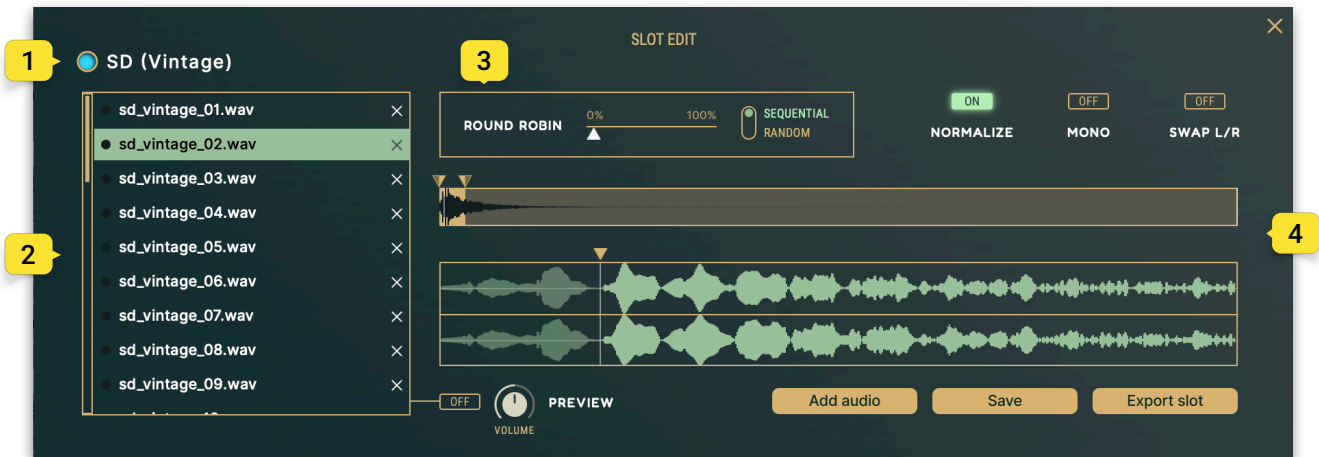 SLOT EDIT
1
SD (Vintage)
3
sd_vintage_01.wav
sd_vintage_02.wav
sd_vintage_03.wav
sd_vintage_04.wav
sd_vintage_05.wav
sd_vintage_06.wav
sd_vintage_07.wav
sd_vintage_08.wav
sd_vintage_09.wav
2
ROUND ROBIN
0%
100%
SEQUENTIAL
RANDOM
ON
NORMALIZE
OFF
MONO
OFF
SWAP L/R
4
OFF
VOLUME
PREVIEW
Add audio
Save
Export slot